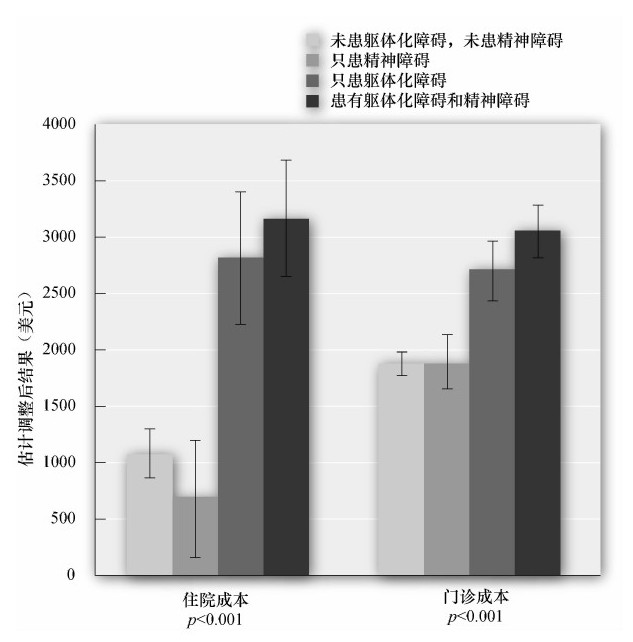 未患躯体化障碍，未患精神障碍
只患精神障碍
只患躯体化障碍
患有躯体化障碍和精神障碍
4000
3500
3000
2500
2000
1500
1000
500
0
估计调整后结果（美元）
住院成本
p<0.001
门诊成本
p<0.001